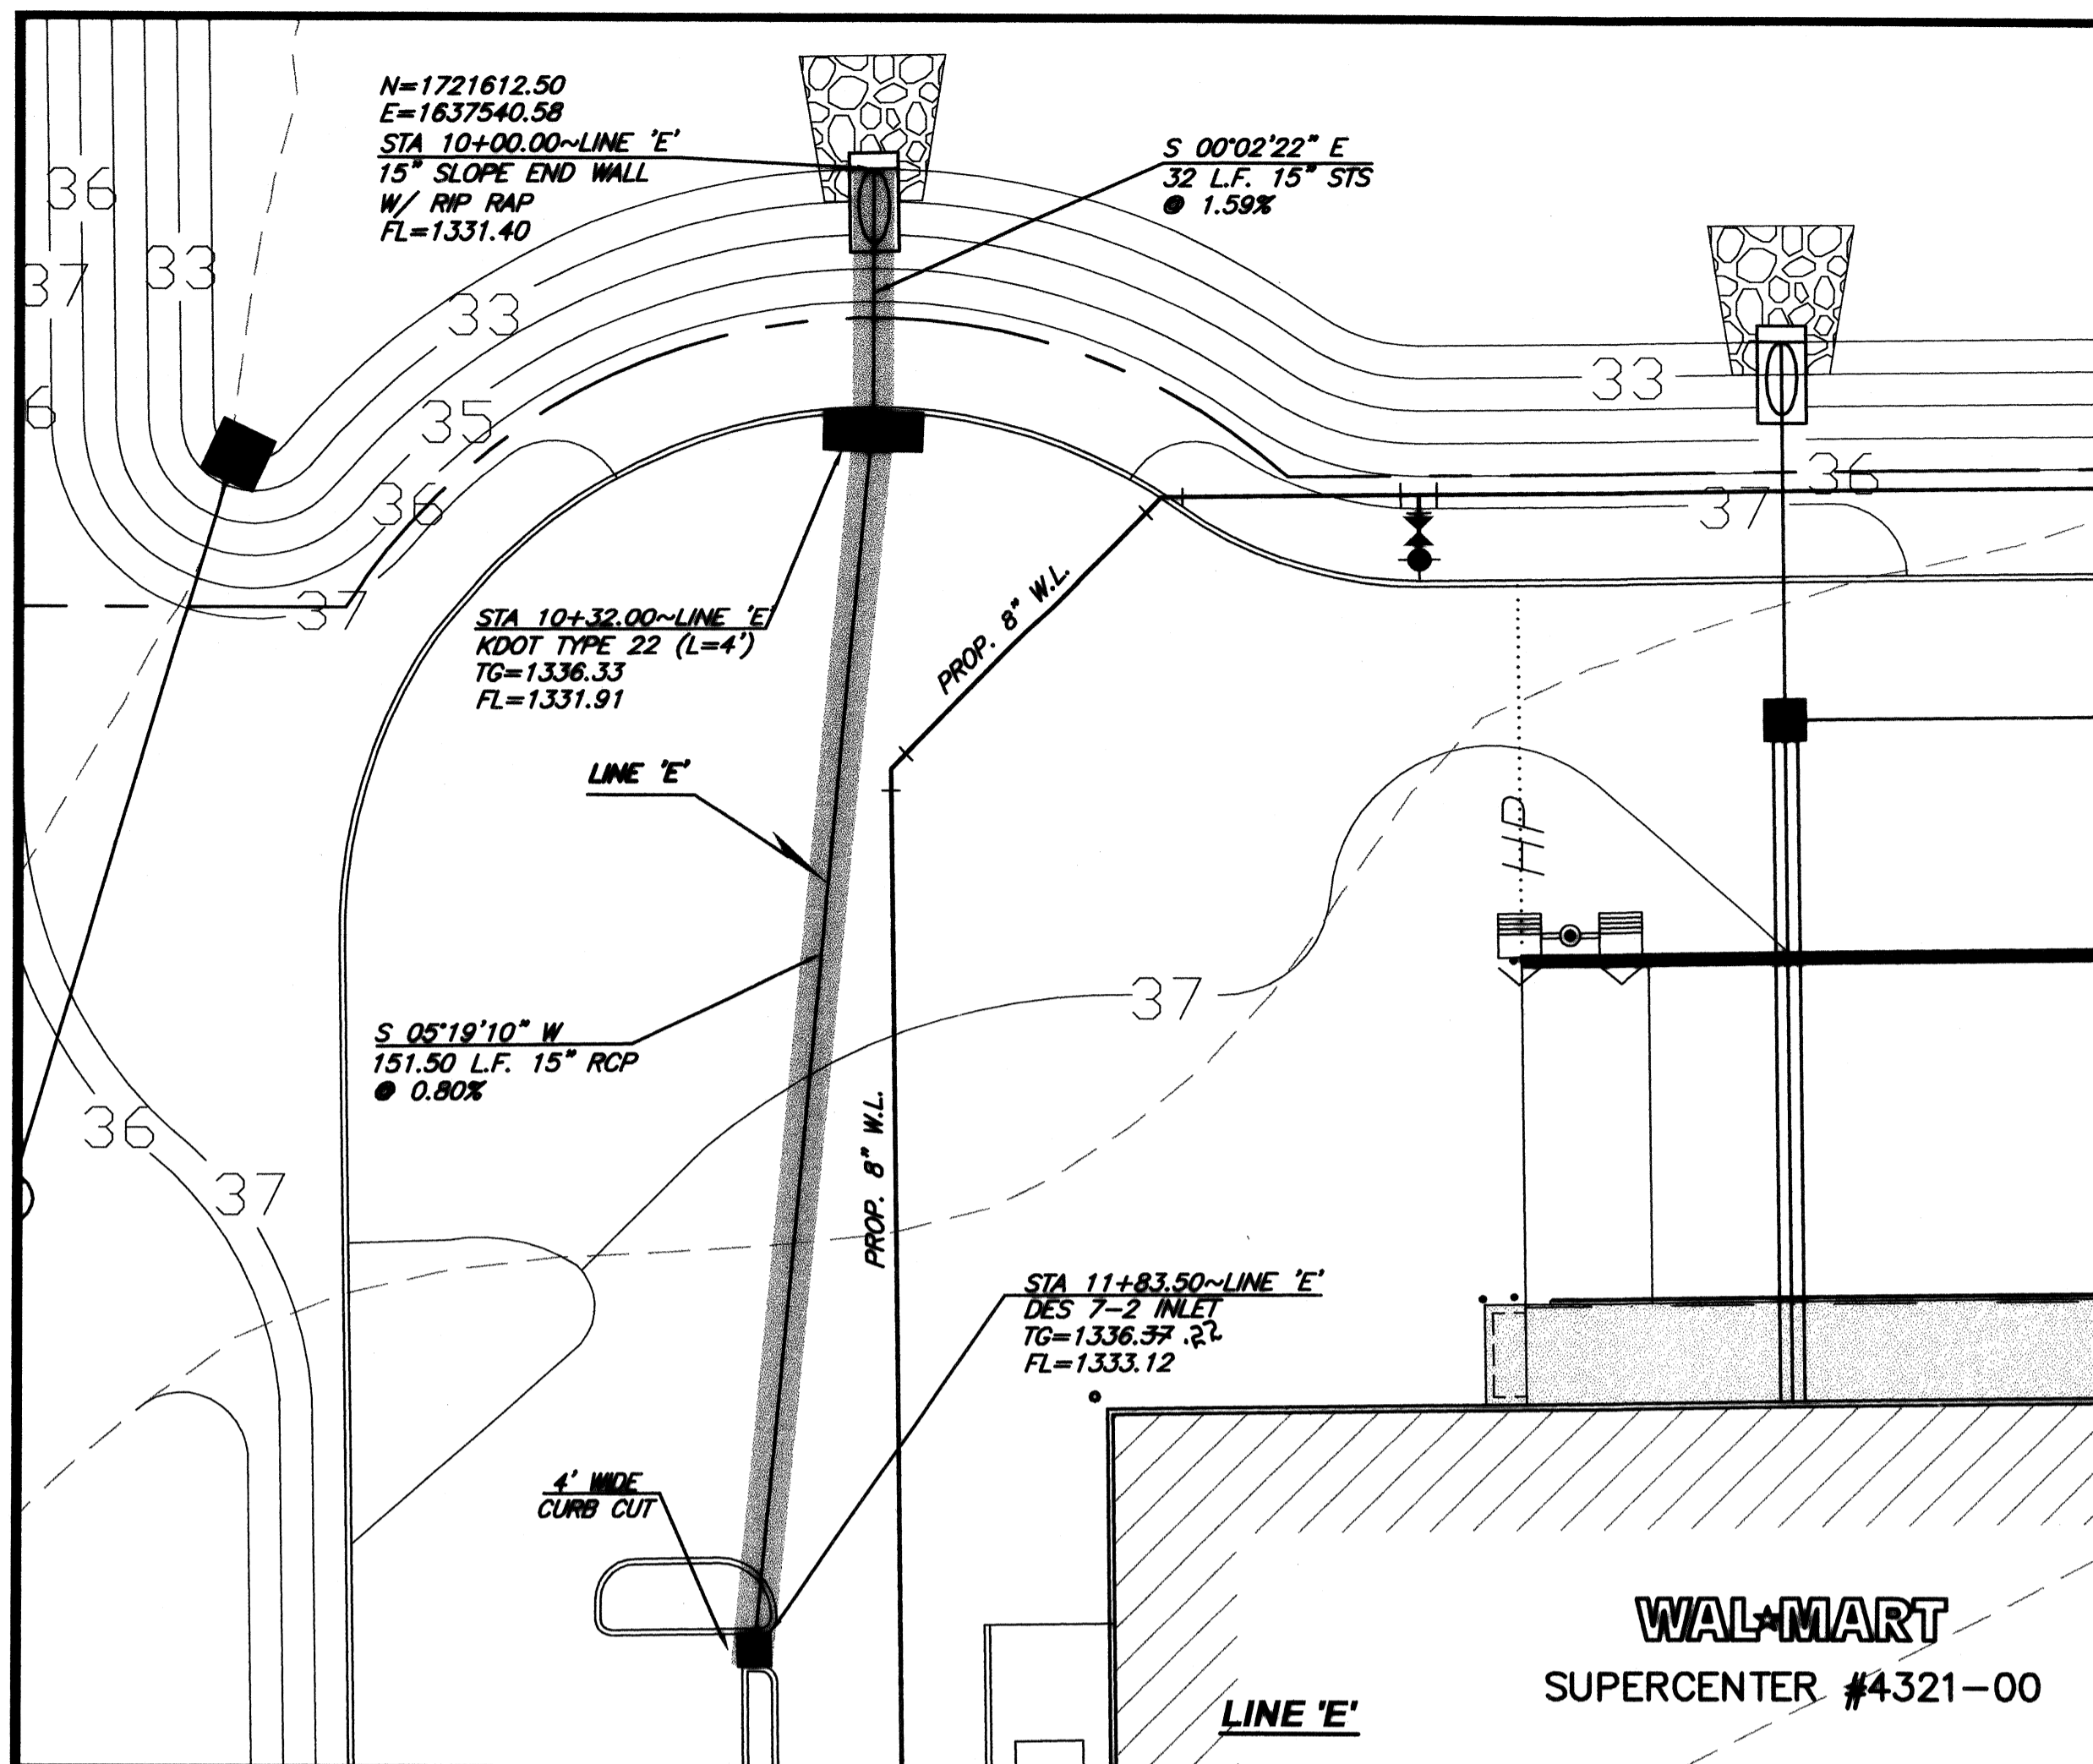 N=1721612.50
E=1637540.58
STA 10+00.00~LINE 'E'
15" SLOPE END WALL
W/ RIP RAP
FL=1331.40
S 00°02'22" E
32 L.F. 15" STS
@ 1.59%
36
37
33
6
33
33
35
36
36
37
37
STA 10+32.00~LINE 'E'
KDOT TYPE 22 (L=4')
TG=1336.33
FL=1331.91
PROP. 8" W.L.
LINE 'E'
HP
S 05°19'10" W
151.50 L.F. 15" RCP
@ 0.80%
37
36
37
PROP. 8" W.L.
STA 11+83.50~LINE 'E'
DES 7-2 INLET
TG=1336.37 .22
FL=1333.12
4' WIDE
CURB CUT
WAL★MART
SUPERCENTER #4321-00
LINE 'E'